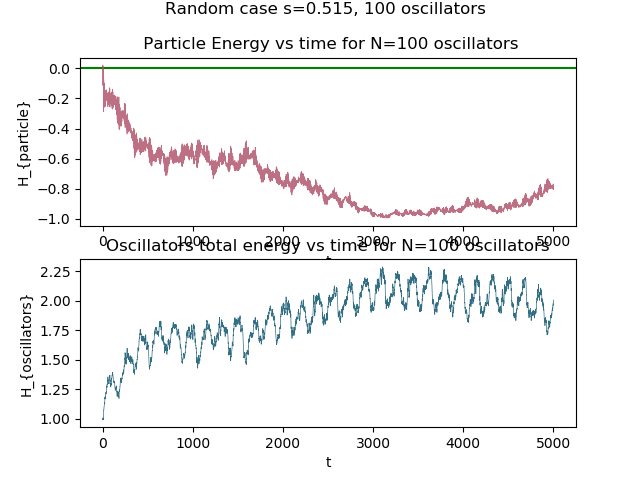 Random case s=0.515, 100 oscillators
Particle Energy vs time for N=100 oscillators
H_{particle}
0.0
−0.2
−0.4
−0.6
−0.8
−1.0
0 1000 2000 3000 4000 5000
t
Oscillators total energy vs time for N=100 oscillators
H_{oscillators}
2.25
2.00
1.75
1.50
1.25
1.00
0 1000 2000 3000 4000 5000
t